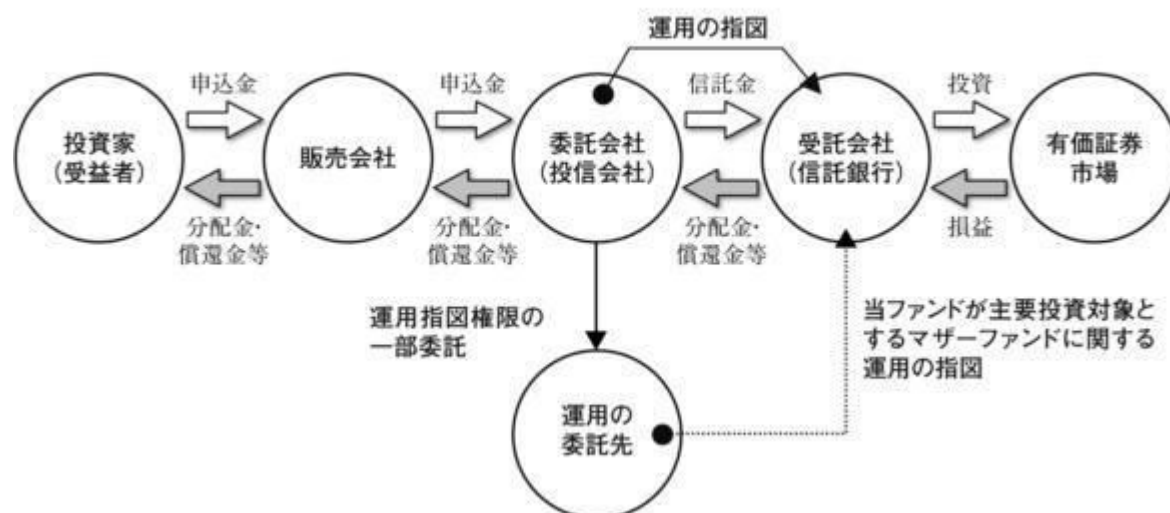 運用の指図
申込金
申込金
信託金
投資
投資家
(受益者)
販売会社
委託会社
(投信会社)
受託会社
(信託銀行)
有価証券
市場
分配金・
償還金等
分配金・
償還金等
分配金・
償還金等
損益
運用指図権限の
一部委託
当ファンドが主要投資対象と
するマザーファンドに関する
運用の指図
運用の
委託先